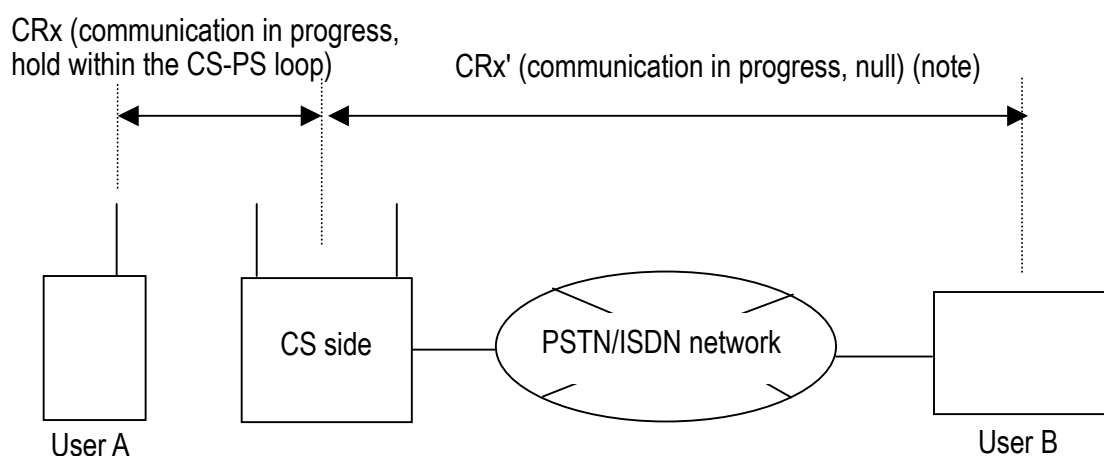 CRx (communication in progress,
hold within the CS-PS loop)
CRx' (communication in progress, null) (note)
CS side
PSTN/ISDN network
User A
User B